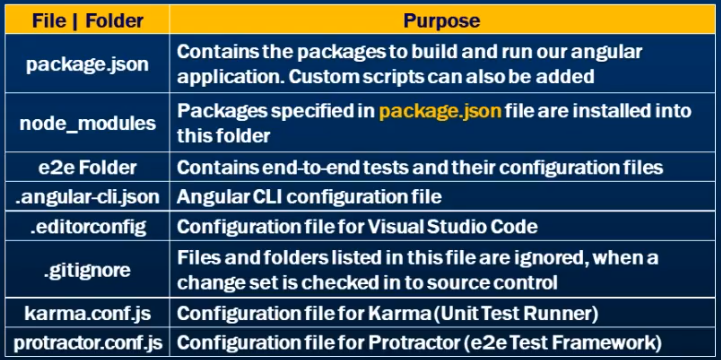 File | Folder
Purpose
package.json
Contains the packages to build and run our angular
application. Custom scripts can also be added
node_modules
Packages specified in package.json file are installed into
this folder
e2e Folder
Contains end-to-end tests and their configuration files
.angular-cli.json
Angular CLI configuration file
.editorconfig
Configuration file for Visual Studio Code
.gitignore
Files and folders listed in this file are ignored, when a
change set is checked in to source control
karma.conf.js
Configuration file for Karma (Unit Test Runner)
protractor.conf.js
Configuration file for Protractor (e2e Test Framework)